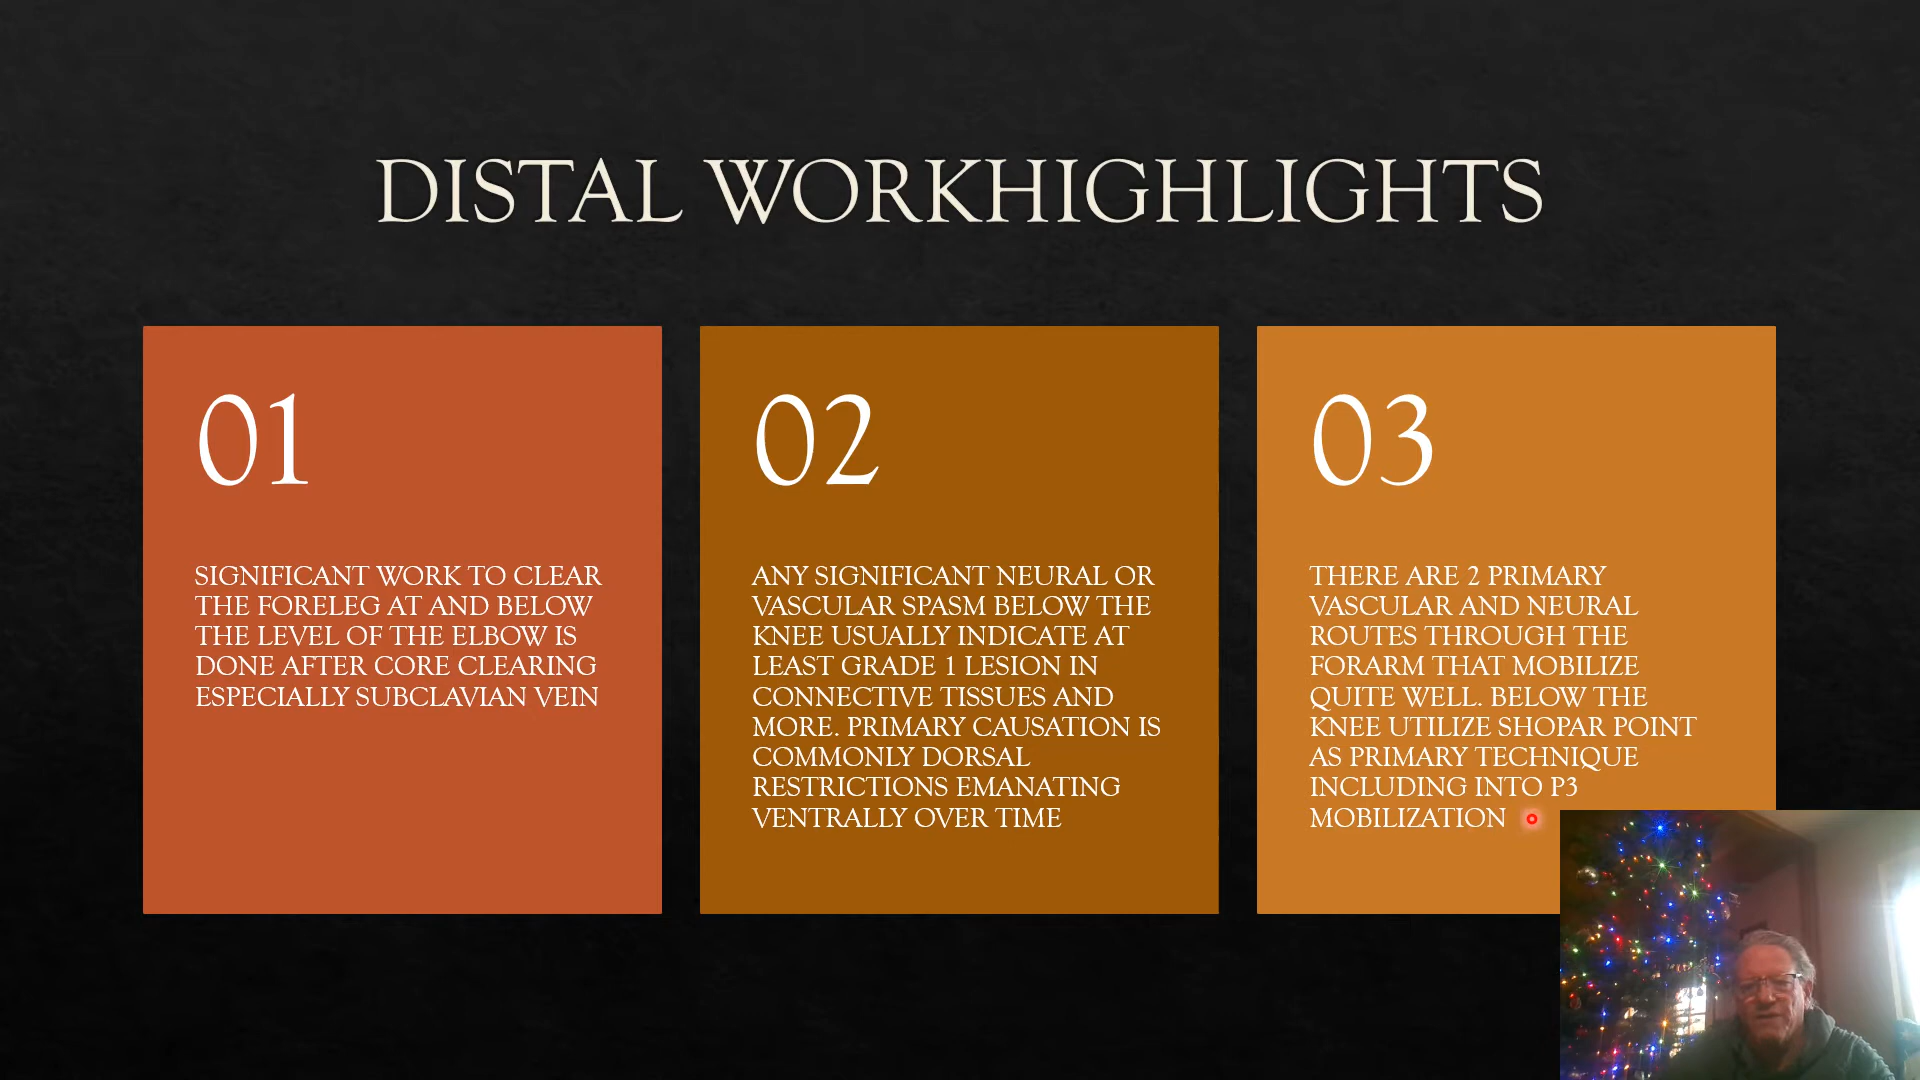 DISTAL WORKHIGHLIGHTS
01
SIGNIFICANT WORK TO CLEAR
THE FORELEG AT AND BELOW
THE LEVEL OF THE ELBOW IS
DONE AFTER CORE CLEARING
ESPECIALLY SUBCLAVIAN VEIN
02
ANY SIGNIFICANT NEURAL OR
VASCULAR SPASM BELOW THE
KNEE USUALLY INDICATE AT
LEAST GRADE 1 LESION IN
CONNECTIVE TISSUES AND
MORE. PRIMARY CAUSATION IS
COMMONLY DORSAL
RESTRICTIONS EMANATING
VENTRALLY OVER TIME
03
THERE ARE 2 PRIMARY
VASCULAR AND NEURAL
ROUTES THROUGH THE
FORARM THAT MOBILIZE
QUITE WELL. BELOW THE
KNEE UTILIZE SHOPAR POINT
AS PRIMARY TECHNIQUE
INCLUDING INTO P3
MOBILIZATION